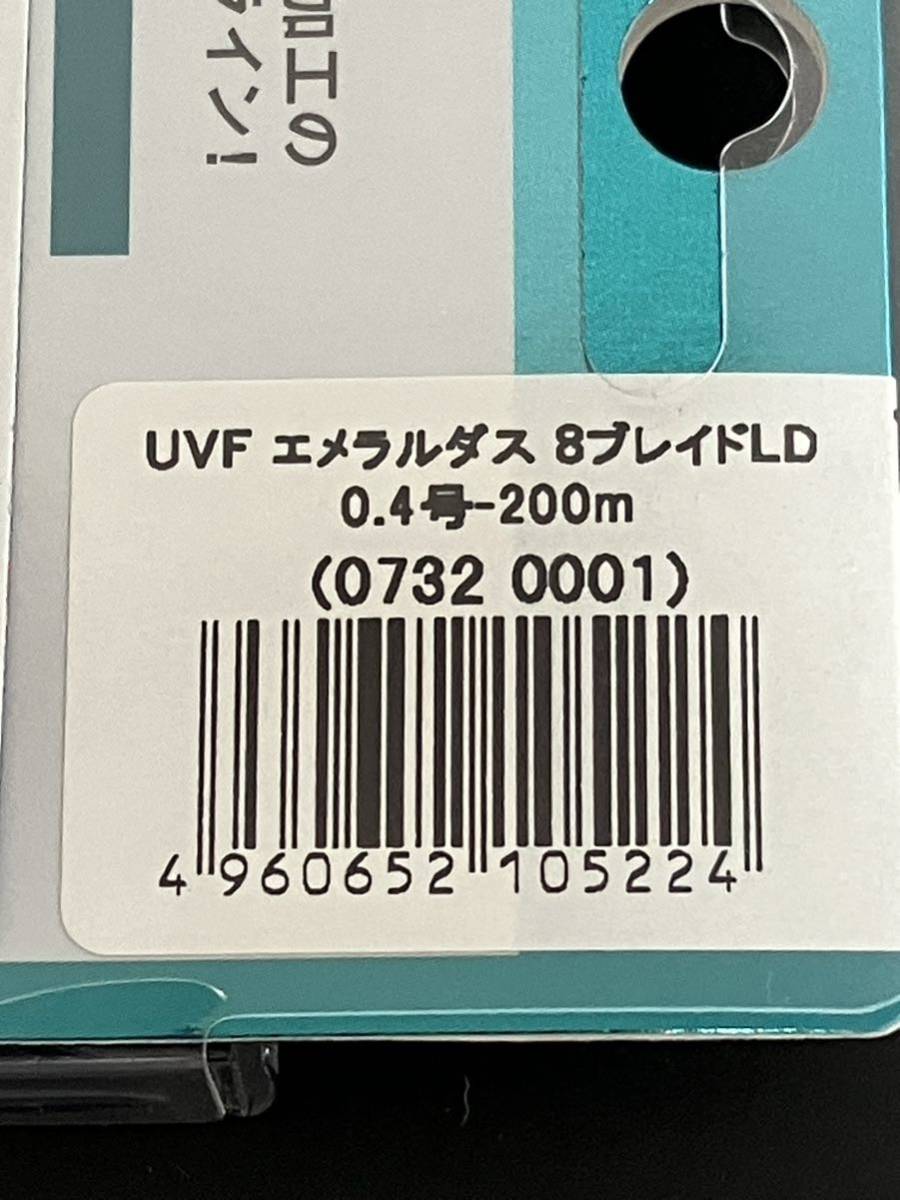 加工の
ライン!
UVF エメラルダス 8ブレイドLD
0.4号-200m
(0732 0001)
4 960652 105224